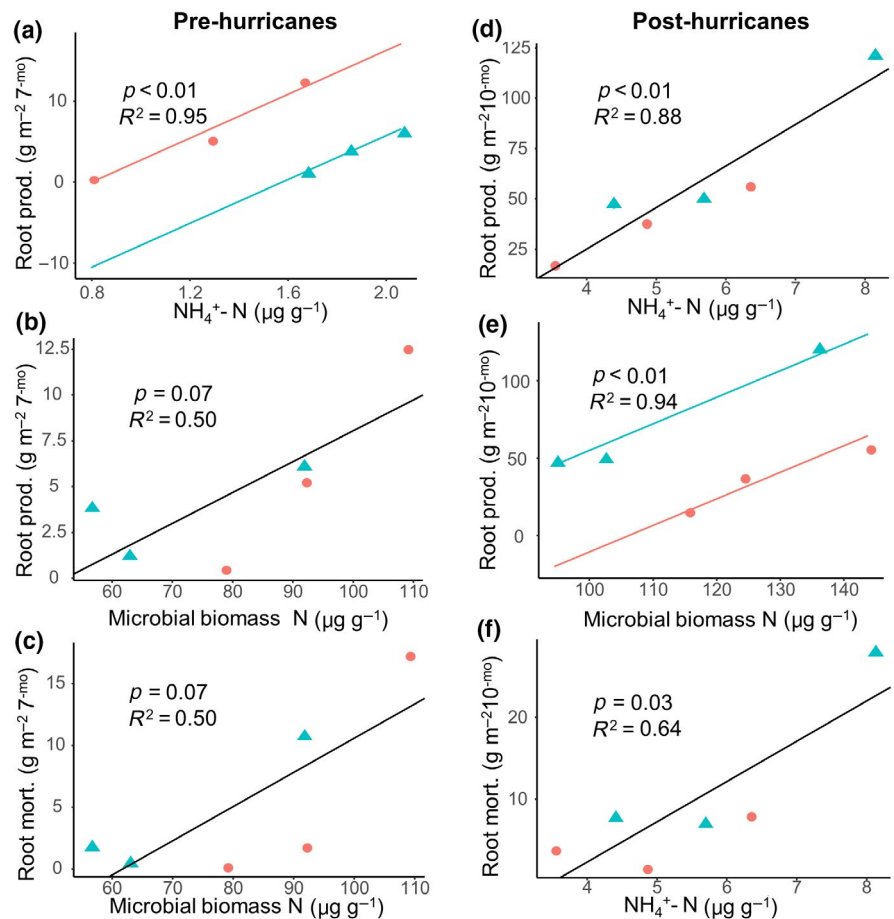 Pre-hurricanes
Post-hurricanes
(a)
p < 0.01
R² = 0.95
10
0
−10
Root prod. (g m⁻² 7⁻ᵐᵒ)
0.8 1.2 1.6 2.0
NH₄⁺- N (µg g⁻¹)
(b)
p = 0.07
R² = 0.50
12.5
10
7.5
5
2.5
0
Root prod. (g m⁻² 7⁻ᵐᵒ)
60 70 80 90 100 110
Microbial biomass N (µg g⁻¹)
(c)
p = 0.07
R² = 0.50
15
10
5
0
Root mort. (g m⁻² 7⁻ᵐᵒ)
60 70 80 90 100 110
Microbial biomass N (µg g⁻¹)
(d)
p < 0.01
R² = 0.88
125
100
75
50
25
Root prod. (g m⁻²10⁻ᵐᵒ)
4 5 6 7 8
NH₄⁺- N (µg g⁻¹)
(e)
p < 0.01
R² = 0.94
100
50
0
Root prod. (g m⁻²10⁻ᵐᵒ)
100 110 120 130 140
Microbial biomass N (µg g⁻¹)
(f)
p = 0.03
R² = 0.64
20
10
Root mort. (g m⁻²10⁻ᵐᵒ)
4 5 6 7 8
NH₄⁺- N (µg g⁻¹)